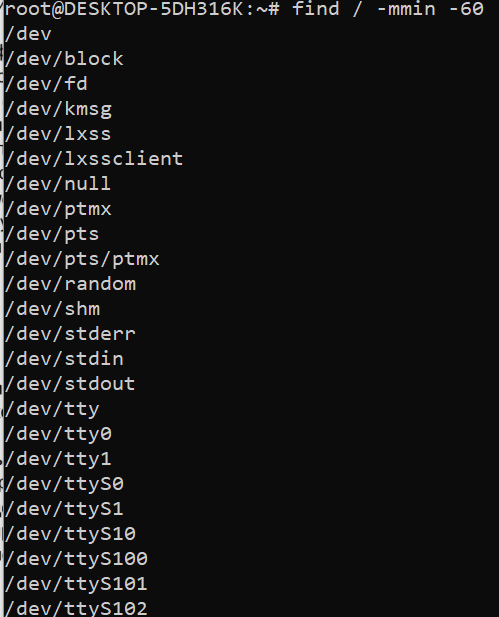 root@DESKTOP-5DH316K:~# find / -mmin -60
/dev
/dev/block
/dev/fd
/dev/kmsg
/dev/lxss
/dev/lxssclient
/dev/null
/dev/ptmx
/dev/pts
/dev/pts/ptmx
/dev/random
/dev/shm
/dev/stderr
/dev/stdin
/dev/stdout
/dev/tty
/dev/tty0
/dev/tty1
/dev/ttyS0
/dev/ttyS1
/dev/ttyS10
/dev/ttyS100
/dev/ttyS101
/dev/ttyS102